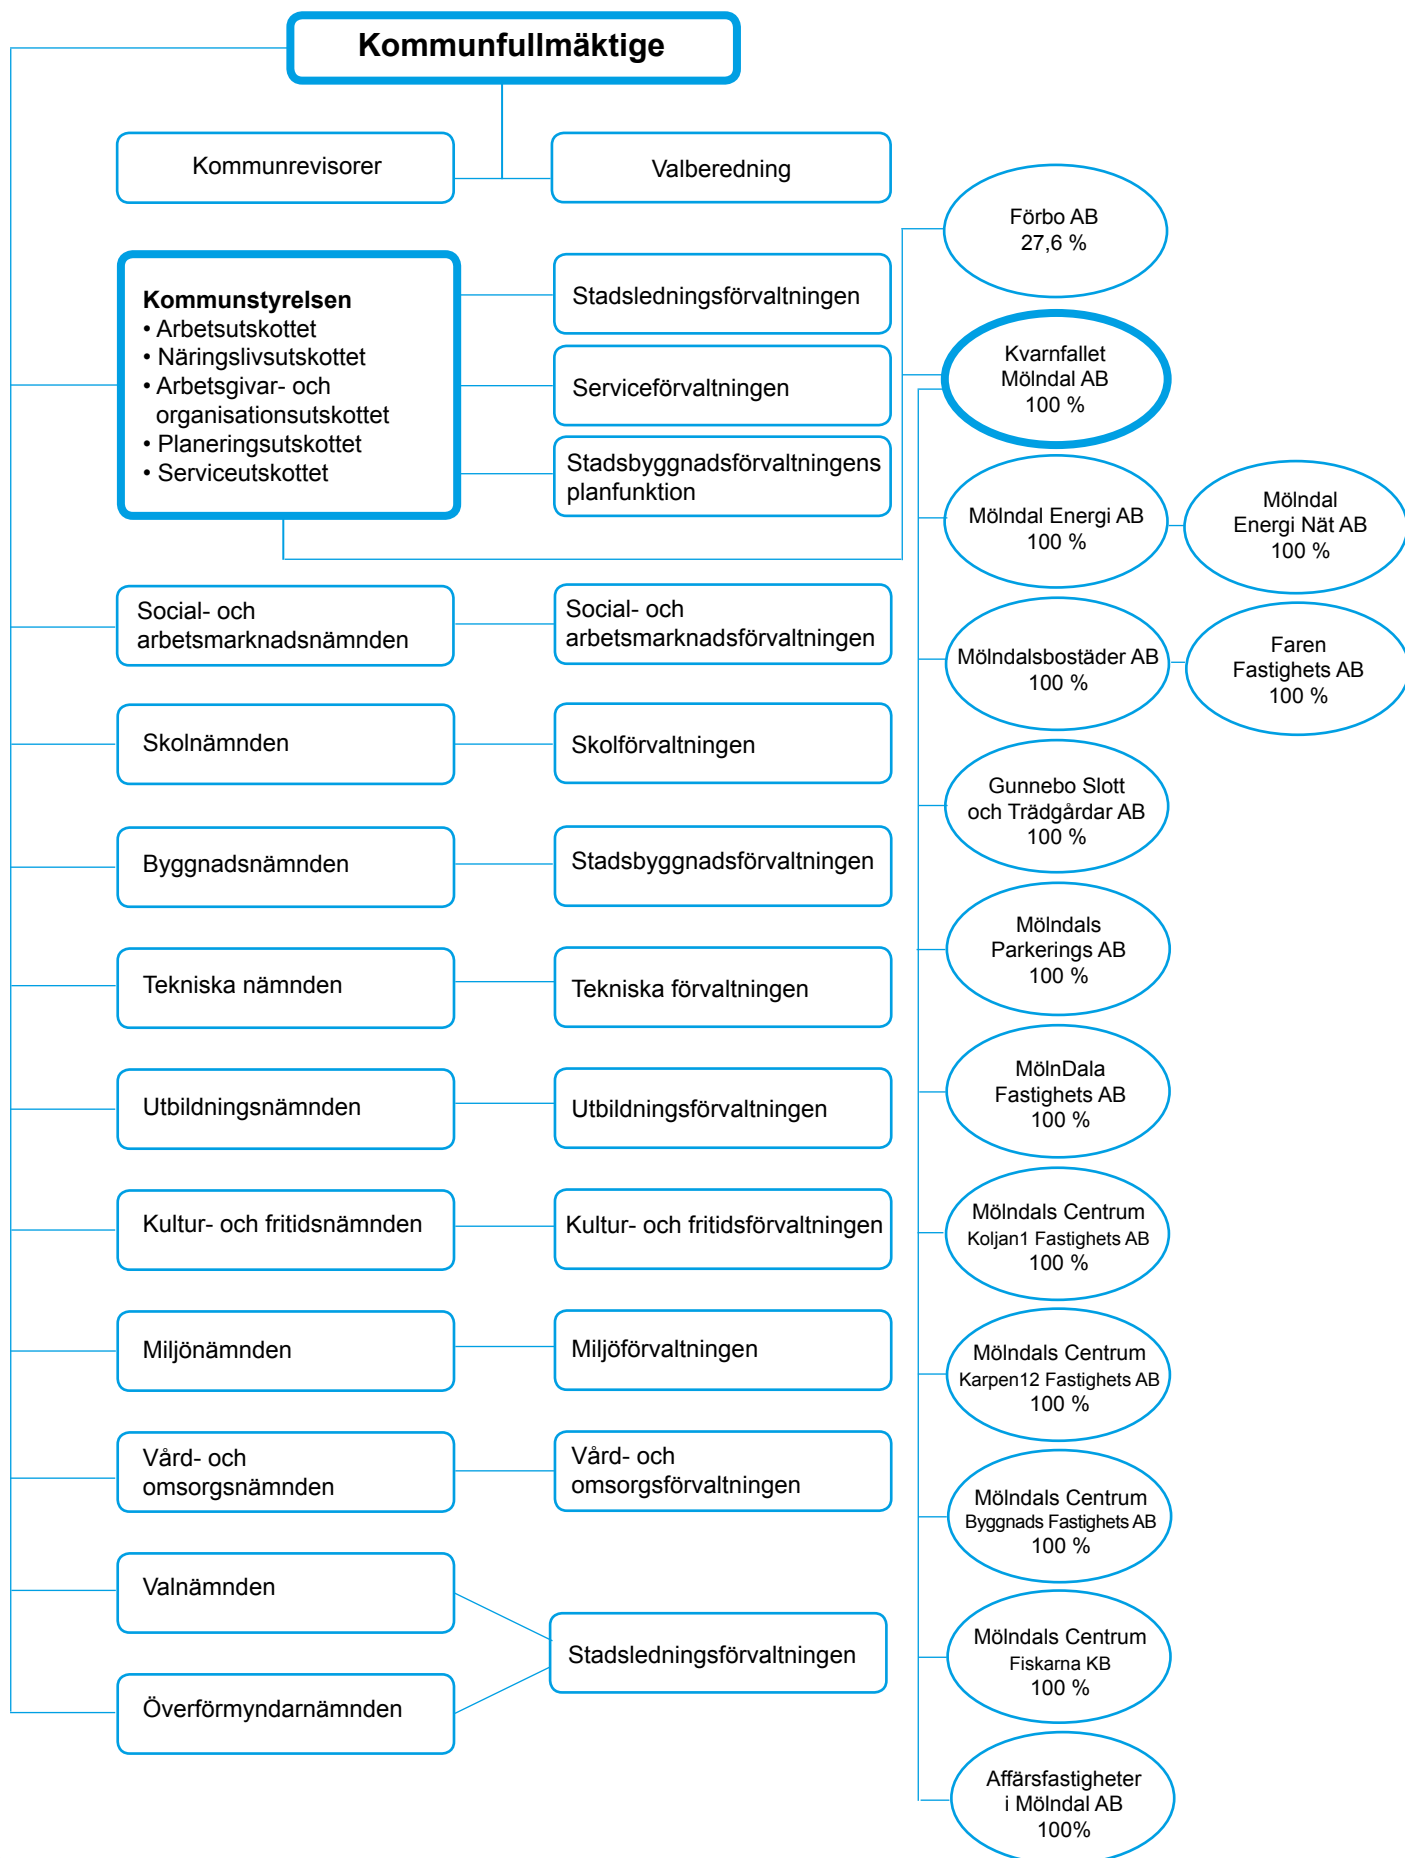 Kommunfullmäktige
Kommunrevisorer
Valberedning
Kommunstyrelsen
• Arbetsutskottet
• Näringslivsutskottet
• Arbetsgivar- och
organisationsutskottet
• Planeringsutskottet
• Serviceutskottet
Stadsledningsförvaltningen
Serviceförvaltningen
Stadsbyggnadsförvaltningens
planfunktion
Social- och
arbetsmarknadsnämnden
Social- och
arbetsmarknadsförvaltningen
Skolnämnden
Skolförvaltningen
Byggnadsnämnden
Stadsbyggnadsförvaltningen
Tekniska nämnden
Tekniska förvaltningen
Utbildningsnämnden
Utbildningsförvaltningen
Kultur- och fritidsnämnden
Kultur- och fritidsförvaltningen
Miljönämnden
Miljöförvaltningen
Vård- och
omsorgsnämnden
Vård- och
omsorgsförvaltningen
Valnämnden
Överförmyndarnämnden
Stadsledningsförvaltningen
Förbo AB
27,6 %
Kvarnfallet
Mölndal AB
100 %
Mölndal Energi AB
100 %
Mölndal
Energi Nät AB
100 %
Mölndalsbostäder AB
100 %
Faren
Fastighets AB
100 %
Gunnebo Slott
och Trädgårdar AB
100 %
Mölndals
Parkerings AB
100 %
MölnDala
Fastighets AB
100 %
Mölndals Centrum
Koljan1 Fastighets AB
100 %
Mölndals Centrum
Karpen12 Fastighets AB
100 %
Mölndals Centrum
Byggnads Fastighets AB
100 %
Mölndals Centrum
Fiskarna KB
100 %
Affärsfastigheter
i Mölndal AB
100%